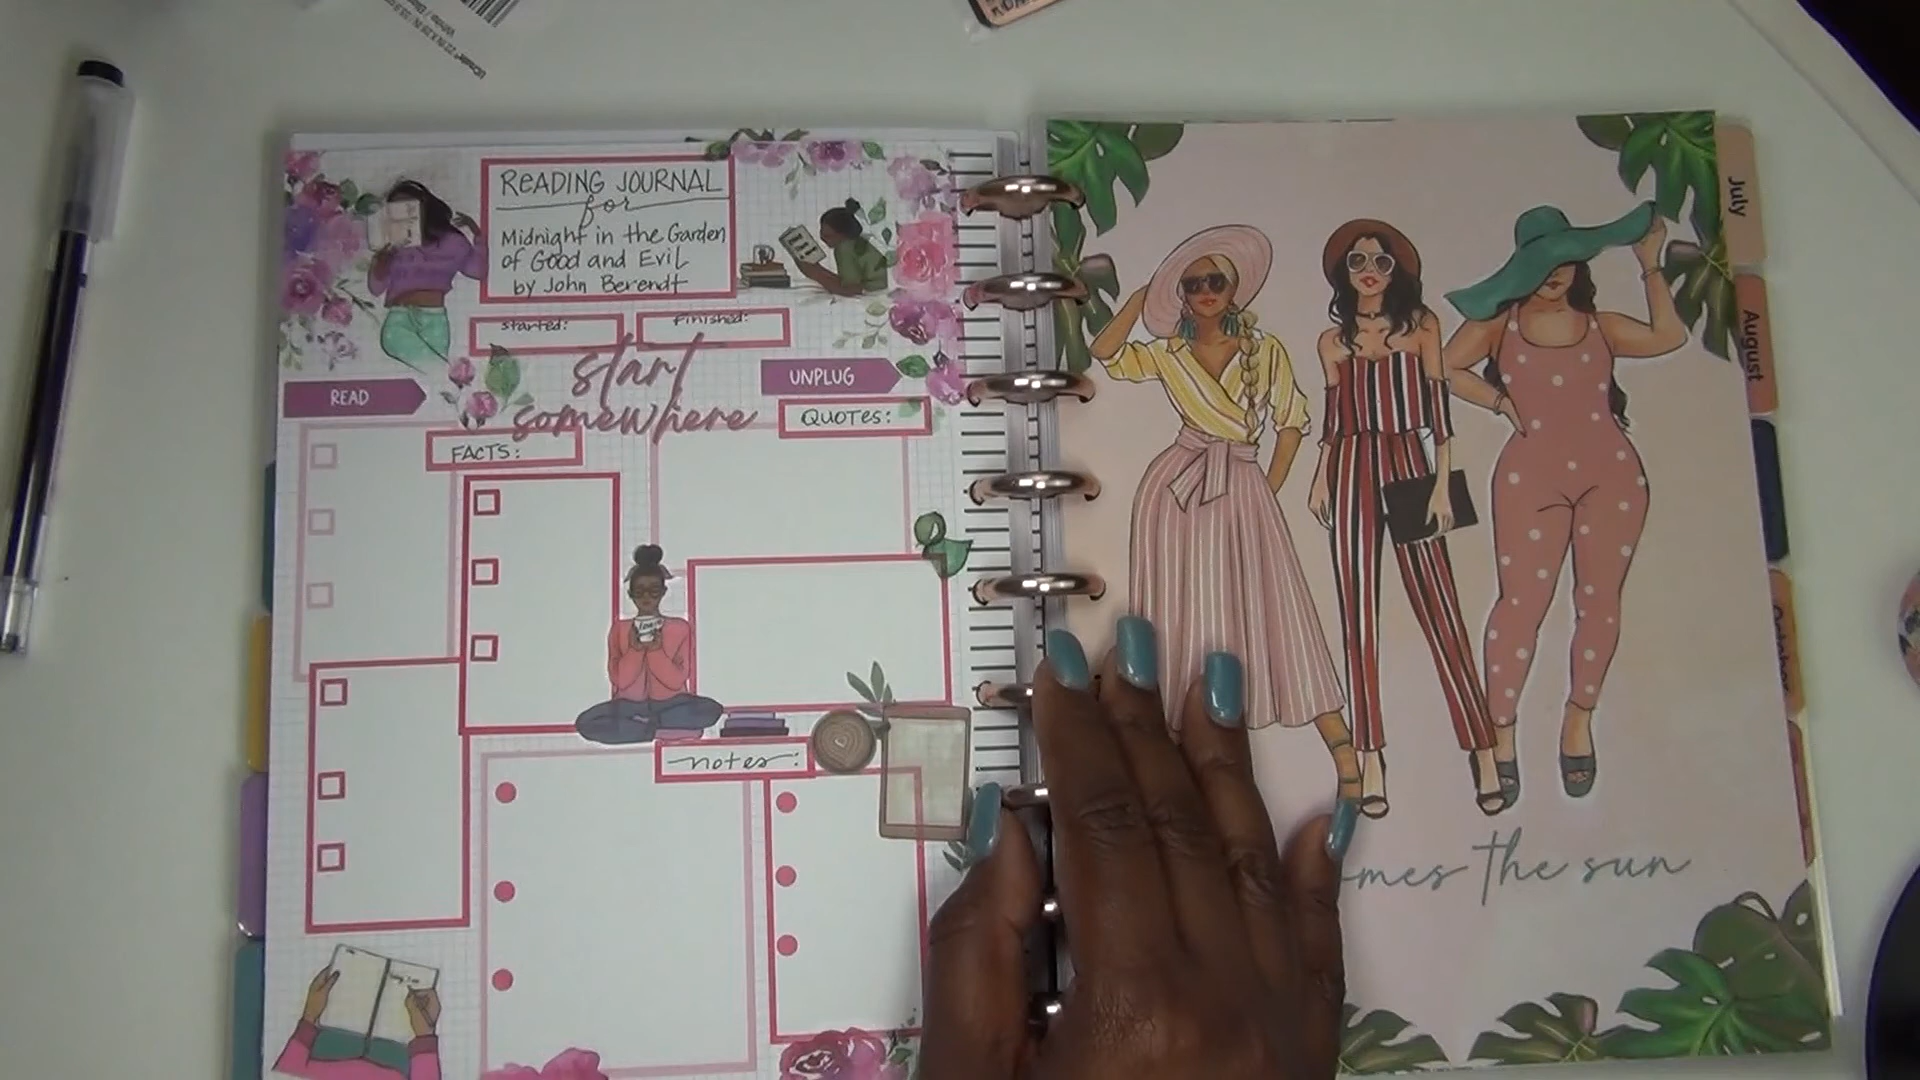 READING JOURNAL
for
Midnight in the Garden
of Good and Evil
by John Berendt
started:
Finished:
start
somewhere
READ
UNPLUG
QUOTES:
FACTS:
notes:
mes the sun
July
August
October